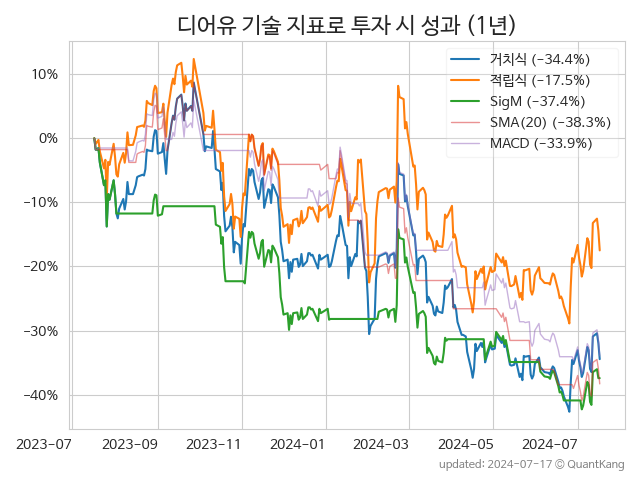 디어유 기술 지표로 투자 시 성과 (1년)
거치식 (−34.4%)
적립식 (−17.5%)
SigM (−37.4%)
SMA(20) (−38.3%)
MACD (−33.9%)
10%
0%
−10%
−20%
−30%
−40%
2023-07 2023-09 2023-11 2024-01 2024-03 2024-05 2024-07
updated: 2024-07-17 © QuantKang